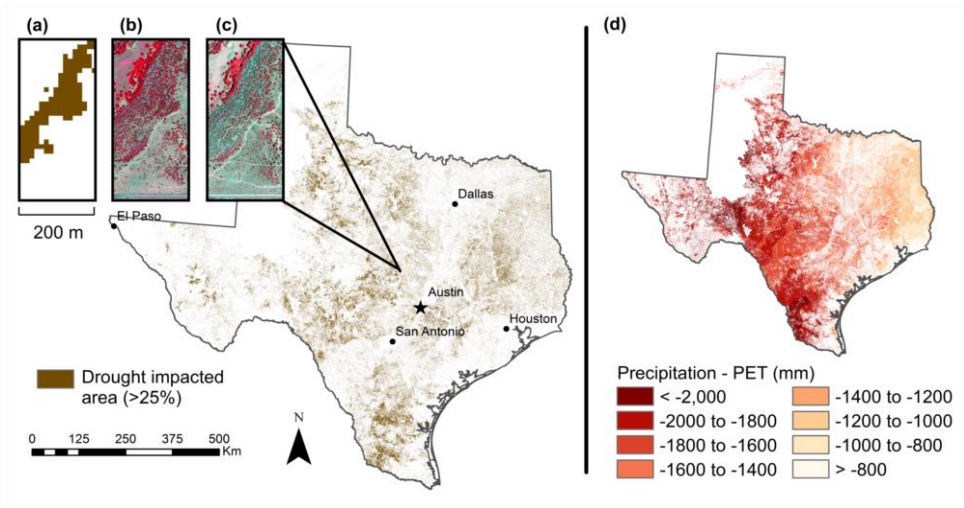 (a)
(b)
(c)
(d)
200 m
El Paso
Dallas
Austin
San Antonio
Houston
Drought impacted
area (>25%)
N
0 125 250 375 500
Km
Precipitation - PET (mm)
< -2,000
-2000 to -1800
-1800 to -1600
-1600 to -1400
-1400 to -1200
-1200 to -1000
-1000 to -800
> -800